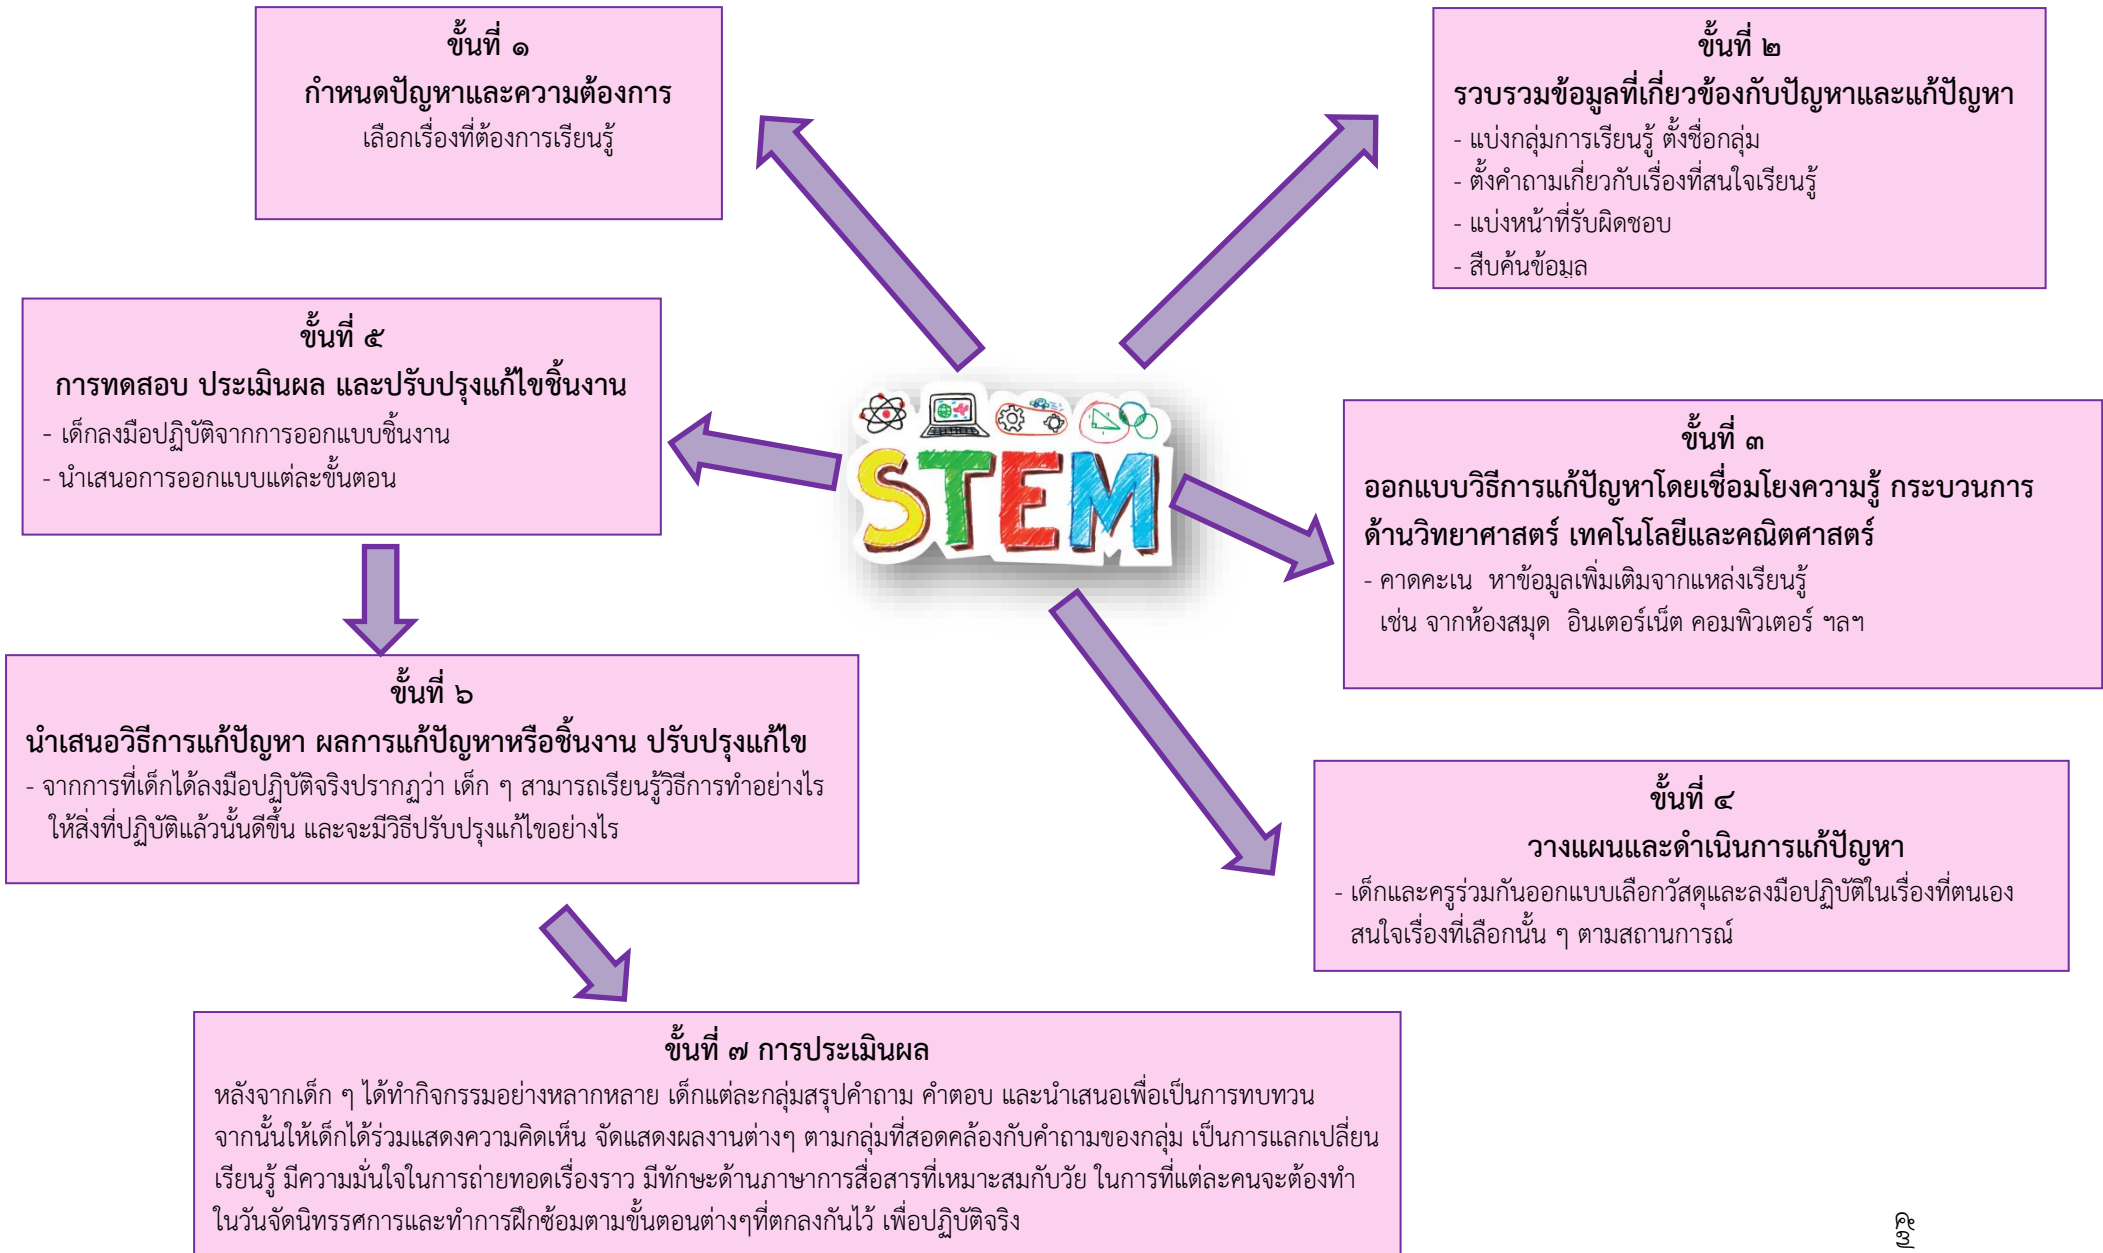 ขั้นที่ ๑
กำหนดปัญหาและความต้องการ
เลือกเรื่องที่ต้องการเรียนรู้
ขั้นที่ ๒
รวบรวมข้อมูลที่เกี่ยวข้องกับปัญหาและแก้ปัญหา
- แบ่งกลุ่มการเรียนรู้ ตั้งชื่อกลุ่ม
- ตั้งคำถามเกี่ยวกับเรื่องที่สนใจเรียนรู้
- แบ่งหน้าที่รับผิดชอบ
- สืบค้นข้อมูล
STEM
ขั้นที่ ๓
ออกแบบวิธีการแก้ปัญหาโดยเชื่อมโยงความรู้ กระบวนการ
ด้านวิทยาศาสตร์ เทคโนโลยีและคณิตศาสตร์
- คาดคะเน หาข้อมูลเพิ่มเติมจากแหล่งเรียนรู้
เช่น จากห้องสมุด อินเตอร์เน็ต คอมพิวเตอร์ ฯลฯ
ขั้นที่ ๔
วางแผนและดำเนินการแก้ปัญหา
- เด็กและครูร่วมกันออกแบบเลือกวัสดุและลงมือปฏิบัติในเรื่องที่ตนเอง
สนใจเรื่องที่เลือกนั้น ๆ ตามสถานการณ์
ขั้นที่ ๕
การทดสอบ ประเมินผล และปรับปรุงแก้ไขชิ้นงาน
- เด็กลงมือปฏิบัติจากการออกแบบชิ้นงาน
- นำเสนอการออกแบบแต่ละขั้นตอน
ขั้นที่ ๖
นำเสนอวิธีการแก้ปัญหา ผลการแก้ปัญหาหรือชิ้นงาน ปรับปรุงแก้ไข
- จากการที่เด็กได้ลงมือปฏิบัติจริงปรากฏว่า เด็ก ๆ สามารถเรียนรู้วิธีการทำอย่างไร
ให้สิ่งที่ปฏิบัติแล้วนั้นดีขึ้น และจะมีวิธีปรับปรุงแก้ไขอย่างไร
ขั้นที่ ๗ การประเมินผล
หลังจากเด็ก ๆ ได้ทำกิจกรรมอย่างหลากหลาย เด็กแต่ละกลุ่มสรุปคำถาม คำตอบ และนำเสนอเพื่อเป็นการทบทวน
จากนั้นให้เด็กได้ร่วมแสดงความคิดเห็น จัดแสดงผลงานต่างๆ ตามกลุ่มที่สอดคล้องกับคำถามของกลุ่ม เป็นการแลกเปลี่ยน
เรียนรู้ มีความมั่นใจในการถ่ายทอดเรื่องราว มีทักษะด้านภาษาการสื่อสารที่เหมาะสมกับวัย ในการที่แต่ละคนจะต้องทำ
ในวันจัดนิทรรศการและทำการฝึกซ้อมตามขั้นตอนต่างๆที่ตกลงกันไว้ เพื่อปฏิบัติจริง
๕๗